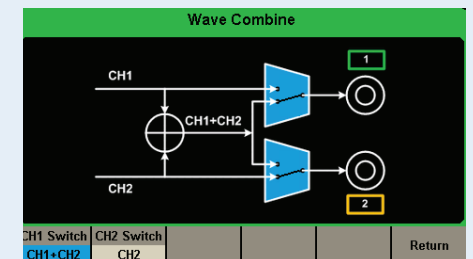 Wave Combine
1
CH1
CH1+CH2
CH2
2
CH1 Switch CH2 Switch
CH1+CH2 CH2 Return